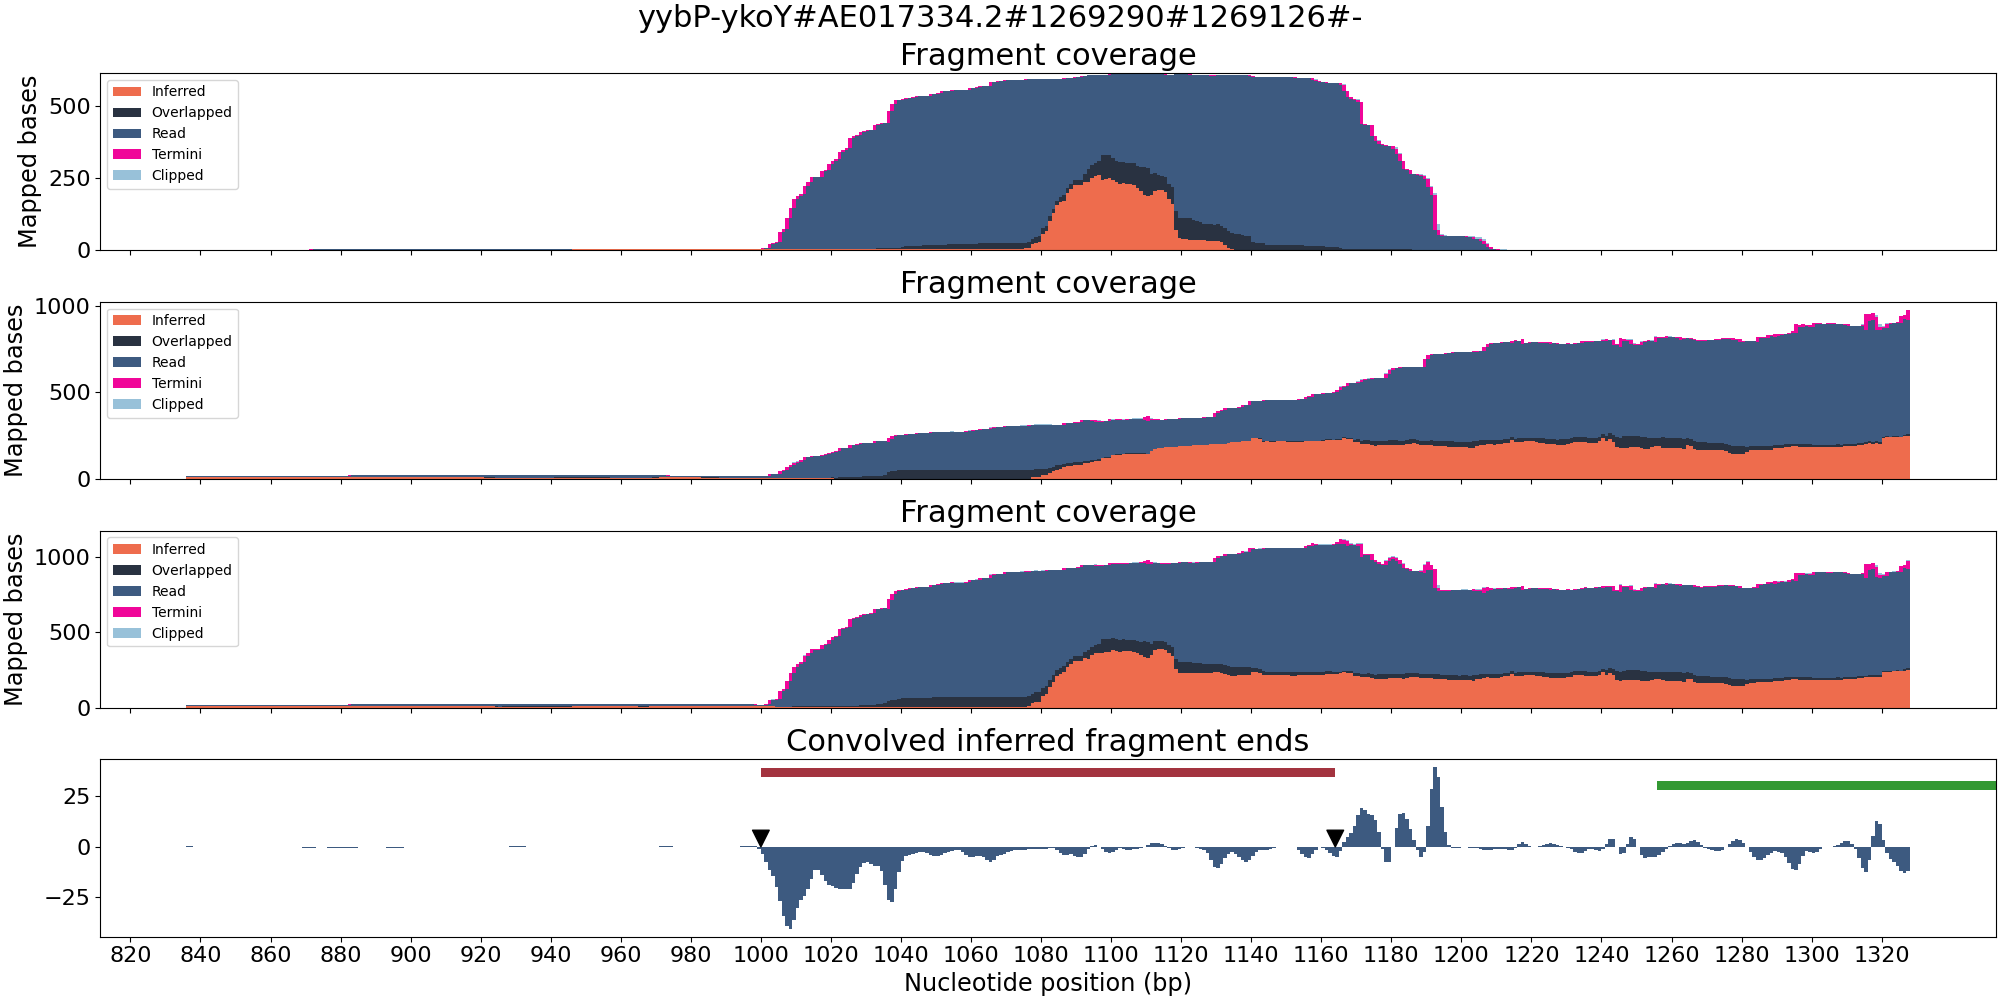 yybP-ykoY#AE017334.2#1269290#1269126#-
Fragment coverage
Mapped bases
500
250
0
Inferred
Overlapped
Read
Termini
Clipped
Fragment coverage
Mapped bases
1000
500
0
Inferred
Overlapped
Read
Termini
Clipped
Fragment coverage
Mapped bases
1000
500
0
Inferred
Overlapped
Read
Termini
Clipped
Convolved inferred fragment ends
25
0
−25
820 840 860 880 900 920 940 960 980 1000 1020 1040 1060 1080 1100 1120 1140 1160 1180 1200 1220 1240 1260 1280 1300 1320
Nucleotide position (bp)